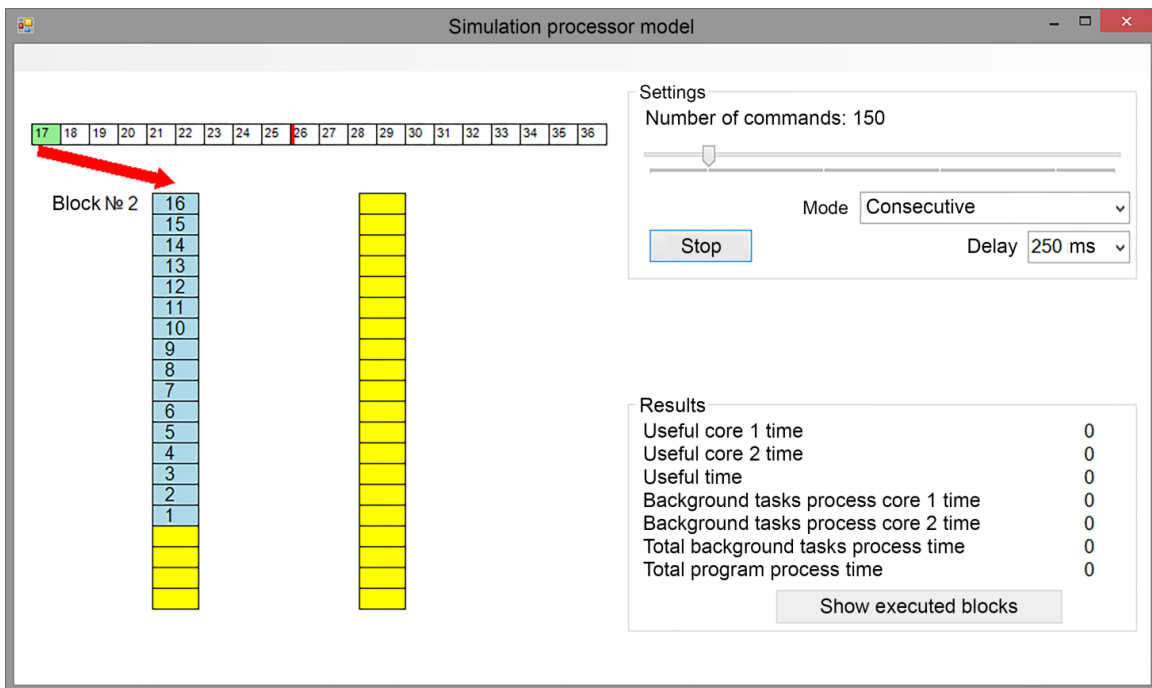 Simulation processor model
17 18 19 20 21 22 23 24 25 26 27 28 29 30 31 32 33 34 35 36
Block № 2
16
15
14
13
12
11
10
9
8
7
6
5
4
3
2
1
Settings
Number of commands: 150
Mode Consecutive
Stop Delay 250 ms
Results
Useful core 1 time 0
Useful core 2 time 0
Useful time 0
Background tasks process core 1 time 0
Background tasks process core 2 time 0
Total background tasks process time 0
Total program process time 0
Show executed blocks